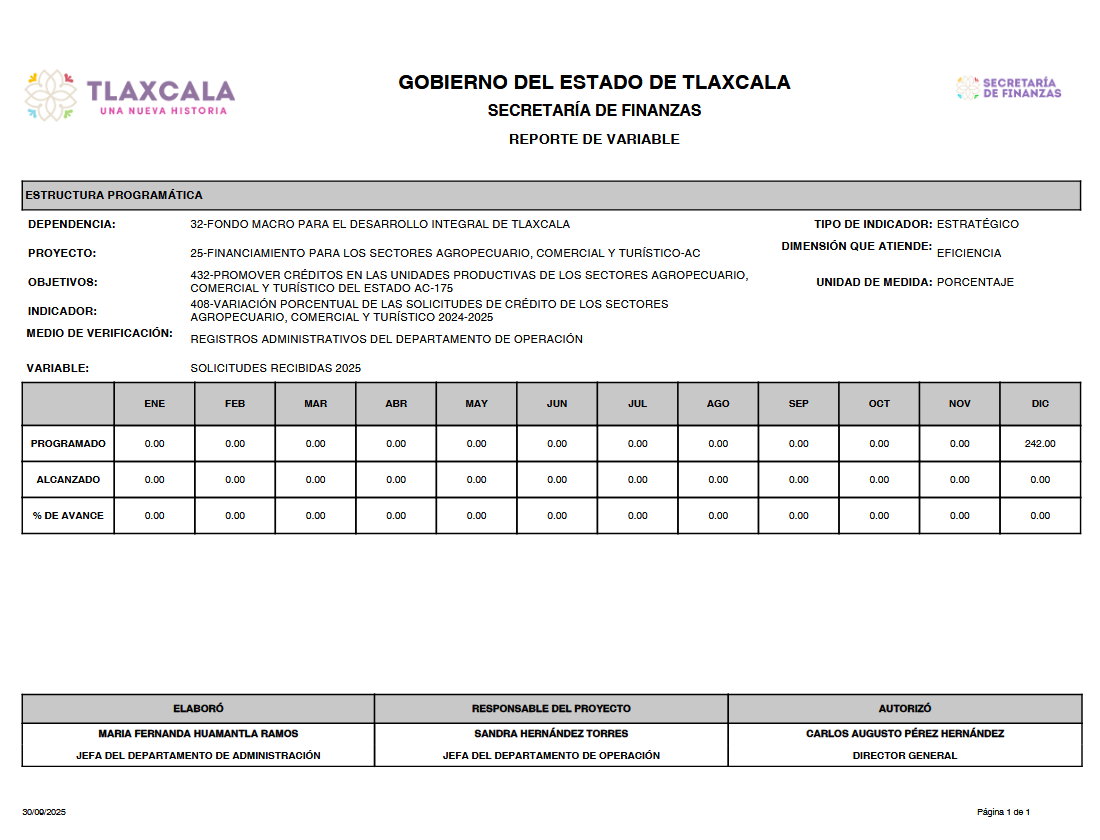 TLAXCALA
UNA NUEVA HISTORIA
GOBIERNO DEL ESTADO DE TLAXCALA
SECRETARÍA DE FINANZAS
REPORTE DE VARIABLE
SECRETARÍA
DE FINANZAS
ESTRUCTURA PROGRAMÁTICA
DEPENDENCIA: 32-FONDO MACRO PARA EL DESARROLLO INTEGRAL DE TLAXCALA TIPO DE INDICADOR: ESTRATÉGICO
PROYECTO: 25-FINANCIAMIENTO PARA LOS SECTORES AGROPECUARIO, COMERCIAL Y TURÍSTICO-AC DIMENSIÓN QUE ATIENDE: EFICIENCIA
OBJETIVOS: 432-PROMOVER CRÉDITOS EN LAS UNIDADES PRODUCTIVAS DE LOS SECTORES AGROPECUARIO,
COMERCIAL Y TURÍSTICO DEL ESTADO AC-175 UNIDAD DE MEDIDA: PORCENTAJE
INDICADOR: 408-VARIACIÓN PORCENTUAL DE LAS SOLICITUDES DE CRÉDITO DE LOS SECTORES
AGROPECUARIO, COMERCIAL Y TURÍSTICO 2024-2025
MEDIO DE VERIFICACIÓN: REGISTROS ADMINISTRATIVOS DEL DEPARTAMENTO DE OPERACIÓN
VARIABLE: SOLICITUDES RECIBIDAS 2025
ENE FEB MAR ABR MAY JUN JUL AGO SEP OCT NOV DIC
PROGRAMADO 0.00 0.00 0.00 0.00 0.00 0.00 0.00 0.00 0.00 0.00 0.00 242.00
ALCANZADO 0.00 0.00 0.00 0.00 0.00 0.00 0.00 0.00 0.00 0.00 0.00 0.00
% DE AVANCE 0.00 0.00 0.00 0.00 0.00 0.00 0.00 0.00 0.00 0.00 0.00 0.00
ELABORÓ RESPONSABLE DEL PROYECTO AUTORIZÓ
MARIA FERNANDA HUAMANTLA RAMOS SANDRA HERNÁNDEZ TORRES CARLOS AUGUSTO PÉREZ HERNÁNDEZ
JEFA DEL DEPARTAMENTO DE ADMINISTRACIÓN JEFA DEL DEPARTAMENTO DE OPERACIÓN DIRECTOR GENERAL
30/09/2025 Página 1 de 1